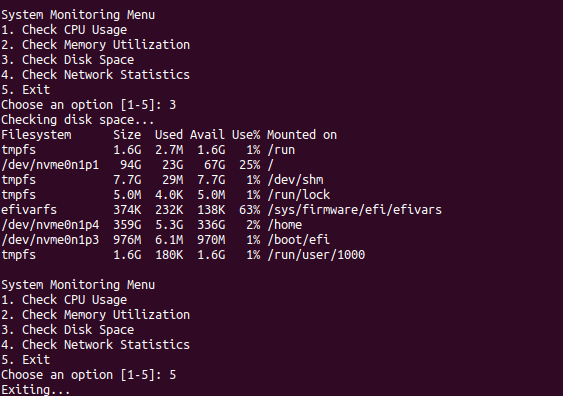 System Monitoring Menu
1. Check CPU Usage
2. Check Memory Utilization
3. Check Disk Space
4. Check Network Statistics
5. Exit
Choose an option [1-5]: 3
Checking disk space...
Filesystem      Size  Used Avail Use% Mounted on
tmpfs           1.6G  2.7M  1.6G   1% /run
/dev/nvme0n1p1   94G   23G   67G  25% /
tmpfs           7.7G   29M  7.7G   1% /dev/shm
tmpfs           5.0M  4.0K  5.0M   1% /run/lock
efivarfs        374K  232K  138K  63% /sys/firmware/efi/efivars
/dev/nvme0n1p4  359G  5.3G  336G   2% /home
/dev/nvme0n1p3  976M  6.1M  970M   1% /boot/efi
tmpfs           1.6G  180K  1.6G   1% /run/user/1000
System Monitoring Menu
1. Check CPU Usage
2. Check Memory Utilization
3. Check Disk Space
4. Check Network Statistics
5. Exit
Choose an option [1-5]: 5
Exiting...